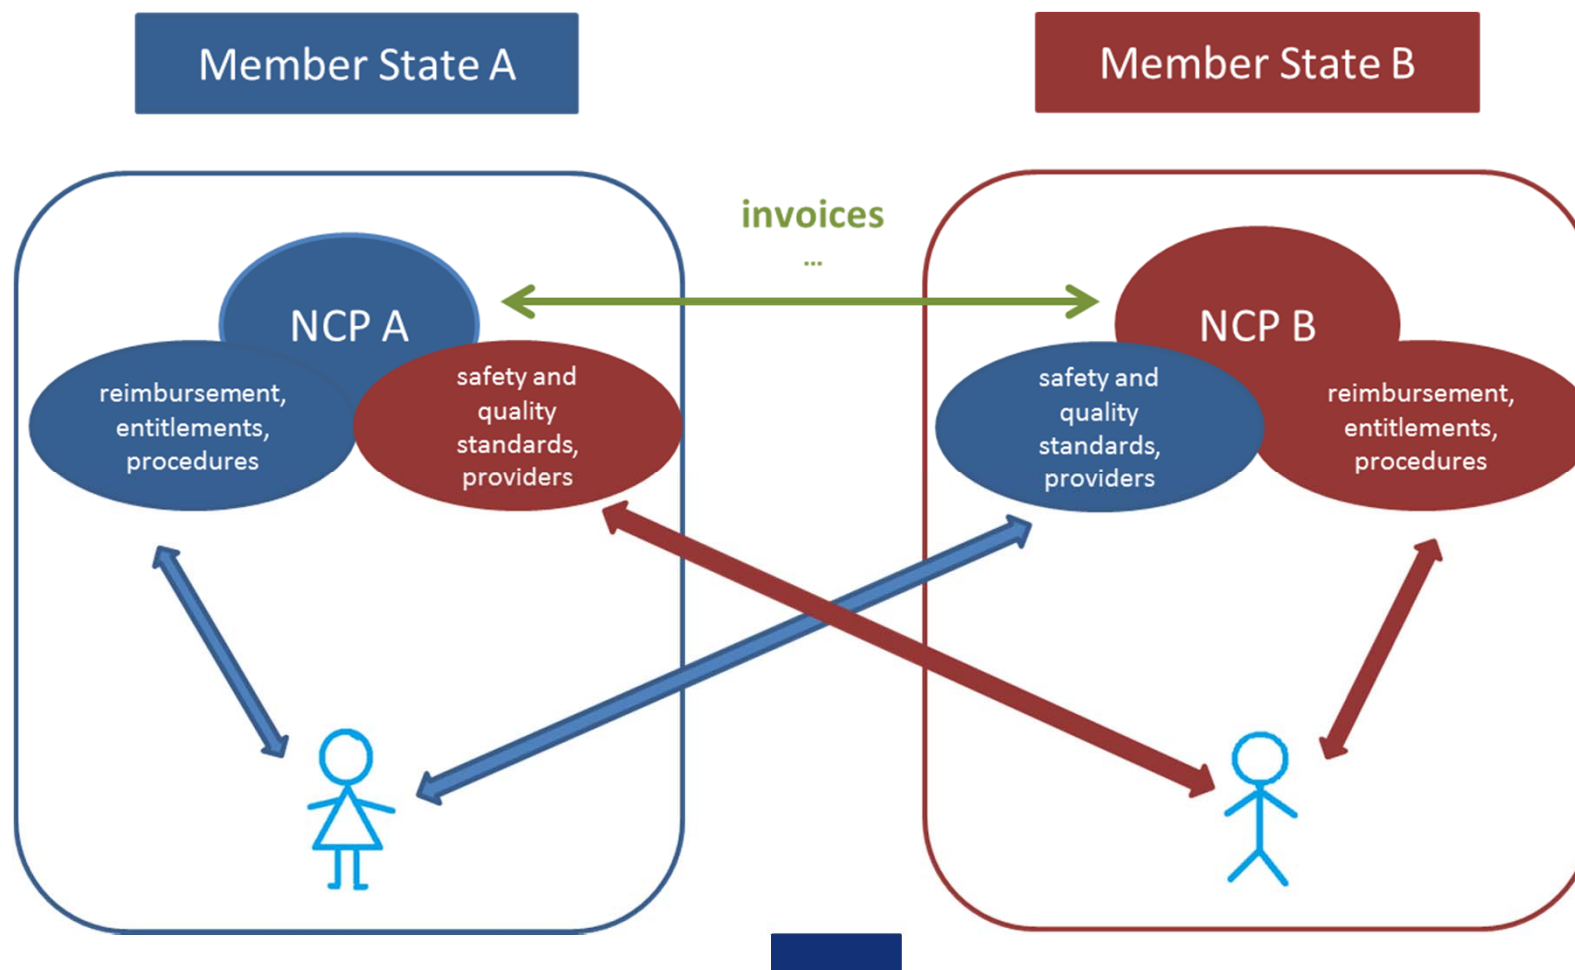 Member State A
Member State B
invoices
...
NCP A
reimbursement,
entitlements,
procedures
safety and
quality
standards,
providers
NCP B
safety and
quality
standards,
providers
reimbursement,
entitlements,
procedures